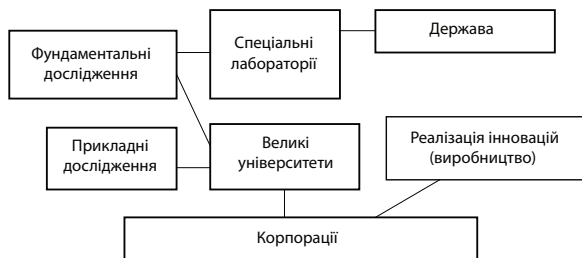 Фундаментальні
дослідження
Спеціальні
лабораторії
Держава
Прикладні
дослідження
Великі
університети
Реалізація інновацій
(виробництво)
Корпорації